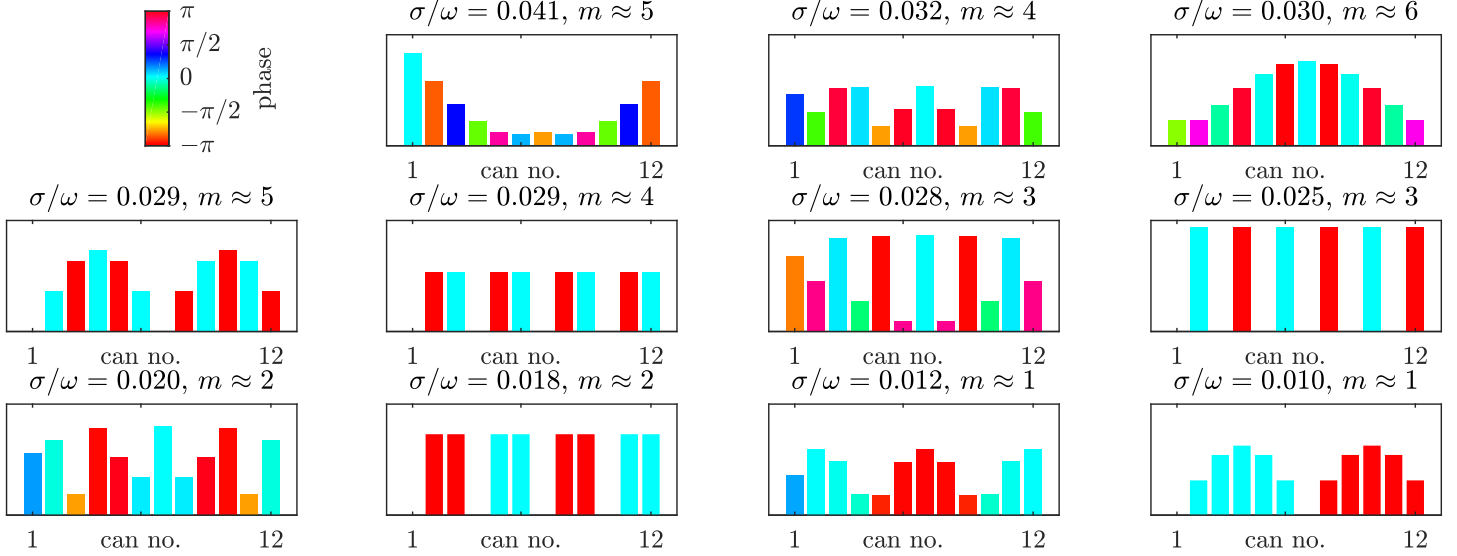 π
π/2
0
−π/2
−π
phase
σ/ω = 0.041, m ≈ 5
1 can no. 12
σ/ω = 0.032, m ≈ 4
1 can no. 12
σ/ω = 0.030, m ≈ 6
1 can no. 12
σ/ω = 0.029, m ≈ 5
1 can no. 12
σ/ω = 0.029, m ≈ 4
1 can no. 12
σ/ω = 0.028, m ≈ 3
1 can no. 12
σ/ω = 0.025, m ≈ 3
1 can no. 12
σ/ω = 0.020, m ≈ 2
1 can no. 12
σ/ω = 0.018, m ≈ 2
1 can no. 12
σ/ω = 0.012, m ≈ 1
1 can no. 12
σ/ω = 0.010, m ≈ 1
1 can no. 12